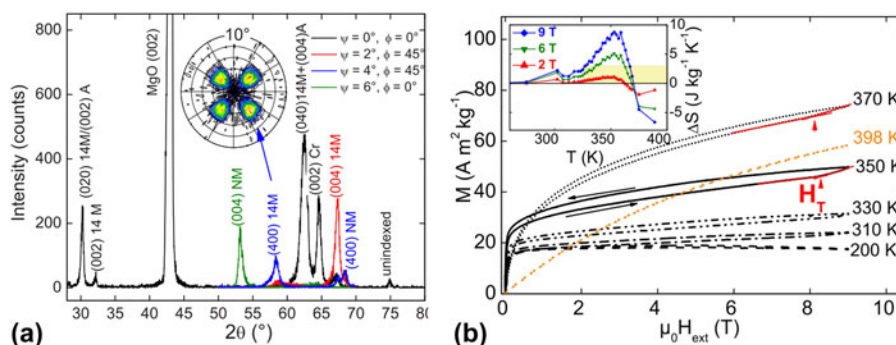 (a)
Intensity (counts)
800
600
400
200
0
(020) 14M/(002) A
(002) 14 M
MgO (002)
10°
(004) NM
(400) 14M
(040)14M+(004)A
(002) Cr
(004) 14M
(400) NM
unindexed
ψ = 0°, ϕ = 0°
ψ = 2°, ϕ = 45°
ψ = 4°, ϕ = 45°
ψ = 6°, ϕ = 0°
28 35 40 45 50 55 60 65 70 75 80
2θ (°)
(b)
M (A m² kg⁻¹)
100
80
60
40
20
0
9 T
6 T
2 T
10
5
0
-5
ΔS (J kg⁻¹ K⁻¹)
300 350
T (K)
370 K
398 K
350 K
H_T
330 K
310 K
200 K
0 2 4 6 8 10
μ₀H_ext (T)